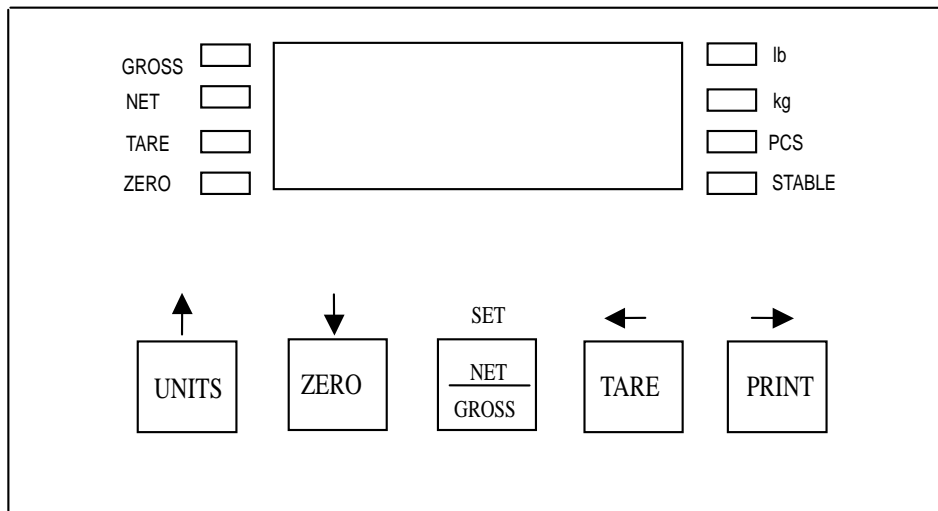 GROSS
NET
TARE
ZERO
lb
kg
PCS
STABLE
SET
UNITS
ZERO
NET
GROSS
TARE
PRINT